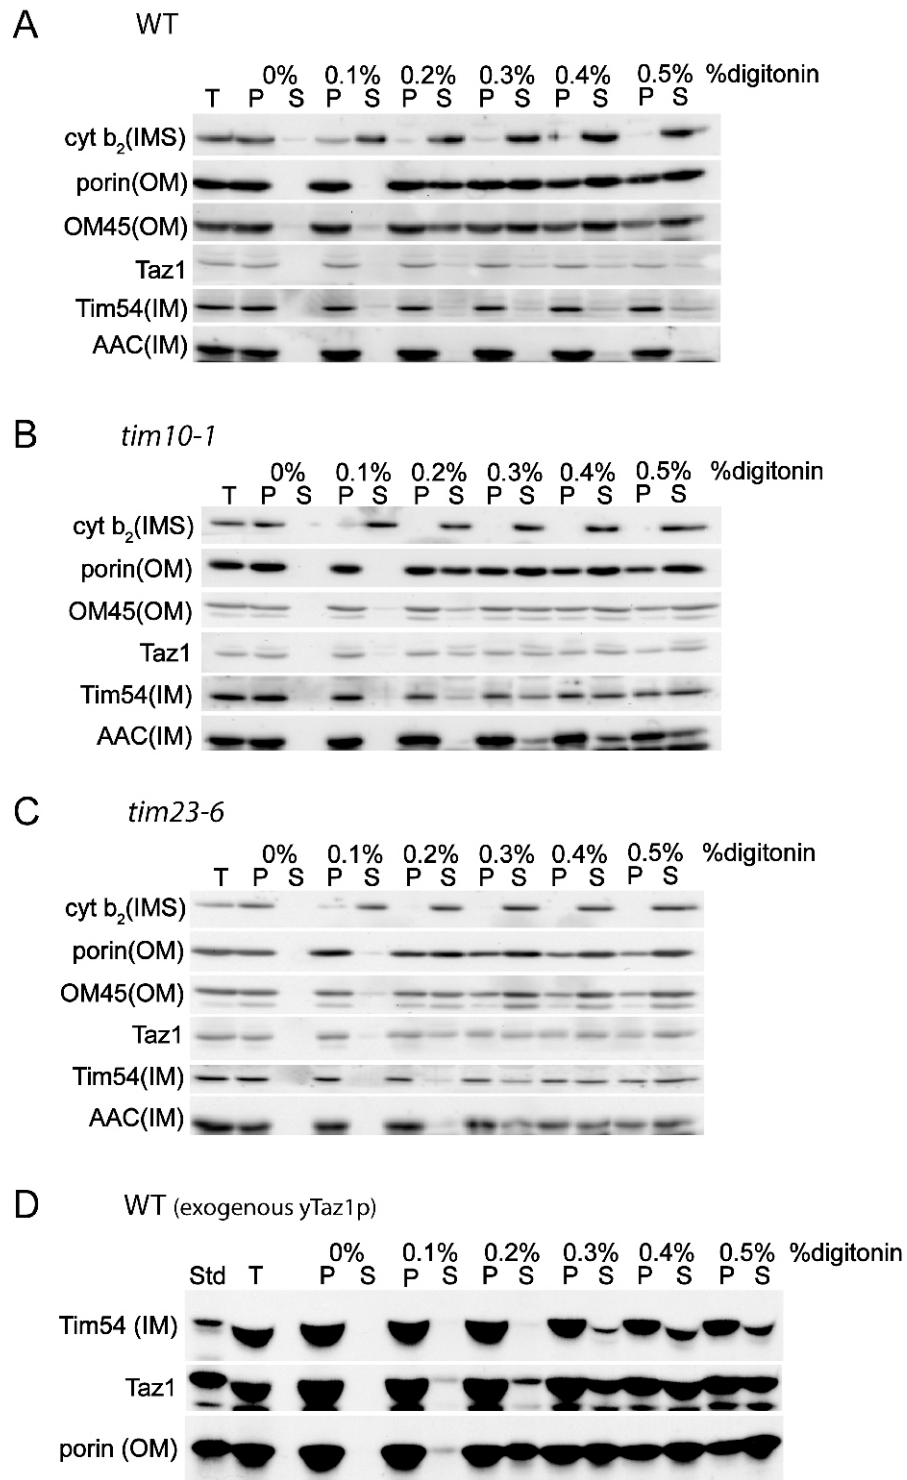 A WT
0% 0.1% 0.2% 0.3% 0.4% 0.5% %digitonin
T P S P S P S P S P S P S
cyt b2(IMS)
porin(OM)
OM45(OM)
Taz1
Tim54(IM)
AAC(IM)
B tim10-1
0% 0.1% 0.2% 0.3% 0.4% 0.5% %digitonin
T P S P S P S P S P S P S
cyt b2(IMS)
porin(OM)
OM45(OM)
Taz1
Tim54(IM)
AAC(IM)
C tim23-6
0% 0.1% 0.2% 0.3% 0.4% 0.5% %digitonin
T P S P S P S P S P S P S
cyt b2(IMS)
porin(OM)
OM45(OM)
Taz1
Tim54(IM)
AAC(IM)
D WT (exogenous yTaz1p)
0% 0.1% 0.2% 0.3% 0.4% 0.5% %digitonin
Std T P S P S P S P S P S P S
Tim54 (IM)
Taz1
porin (OM)